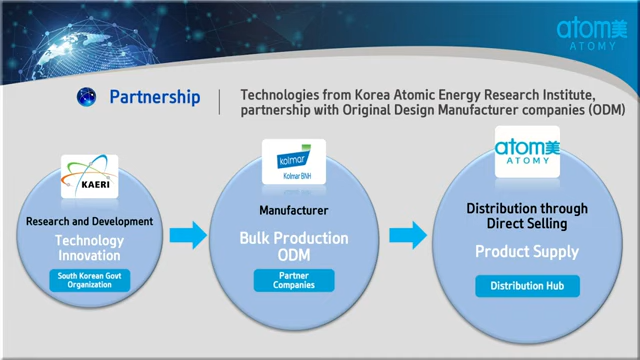 atom美
ATOMY
Partnership
Technologies from Korea Atomic Energy Research Institute,
partnership with Original Design Manufacturer companies (ODM)
KAERI
Research and Development
Technology
Innovation
South Korean Govt
Organization
kolmar
Kolmar BNH
Manufacturer
Bulk Production
ODM
Partner
Companies
atom美
ATOMY
Distribution through
Direct Selling
Product Supply
Distribution Hub